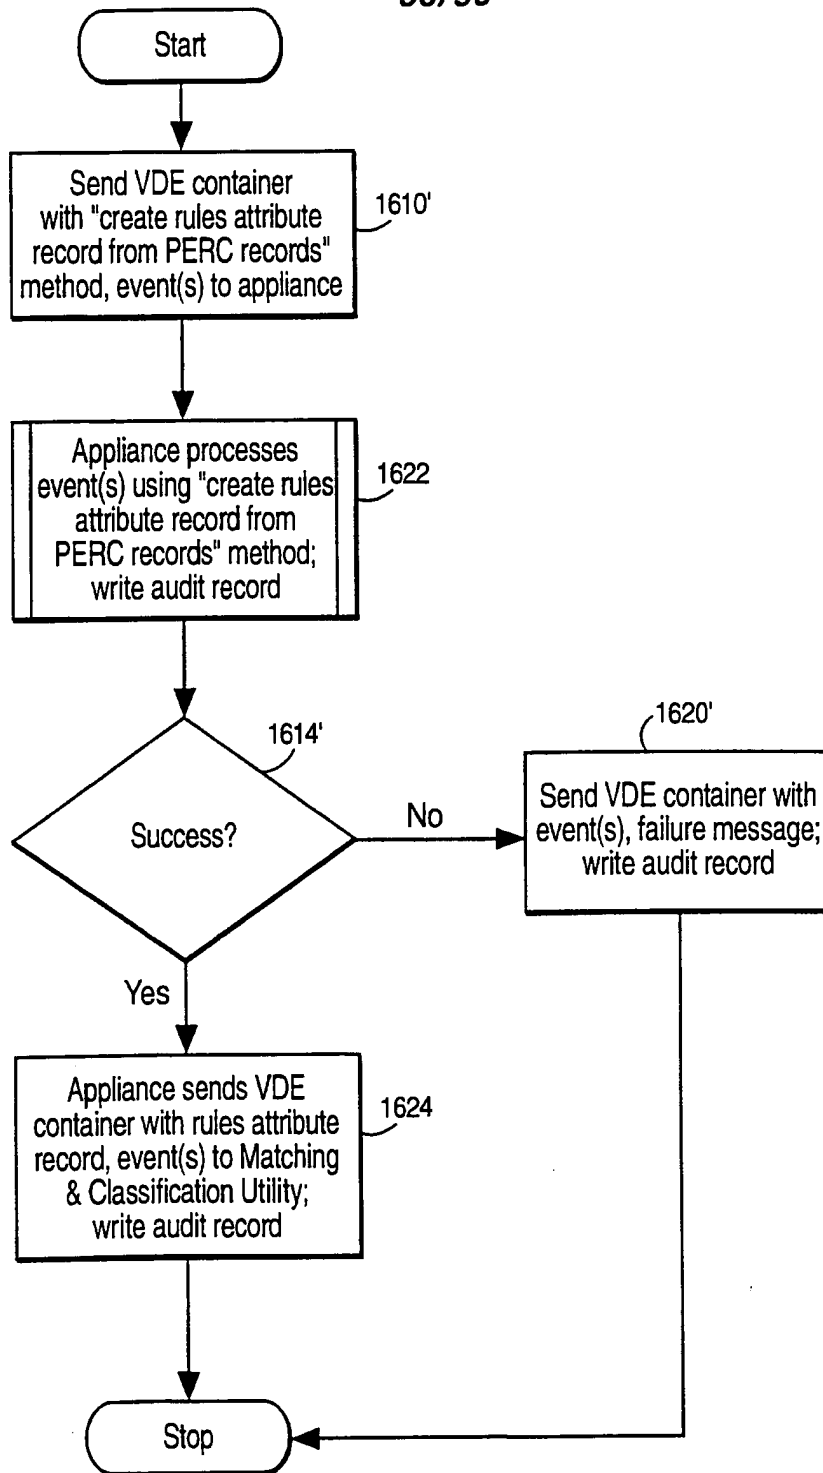 Start
Send VDE container
with "create rules attribute
record from PERC records"
method, event(s) to appliance
1610'
Appliance processes
event(s) using "create rules
attribute record from
PERC records" method;
write audit record
1622
1614'
Success?
No
1620'
Send VDE container with
event(s), failure message;
write audit record
Yes
Appliance sends VDE
container with rules attribute
record, event(s) to Matching
& Classification Utility;
write audit record
1624
Stop